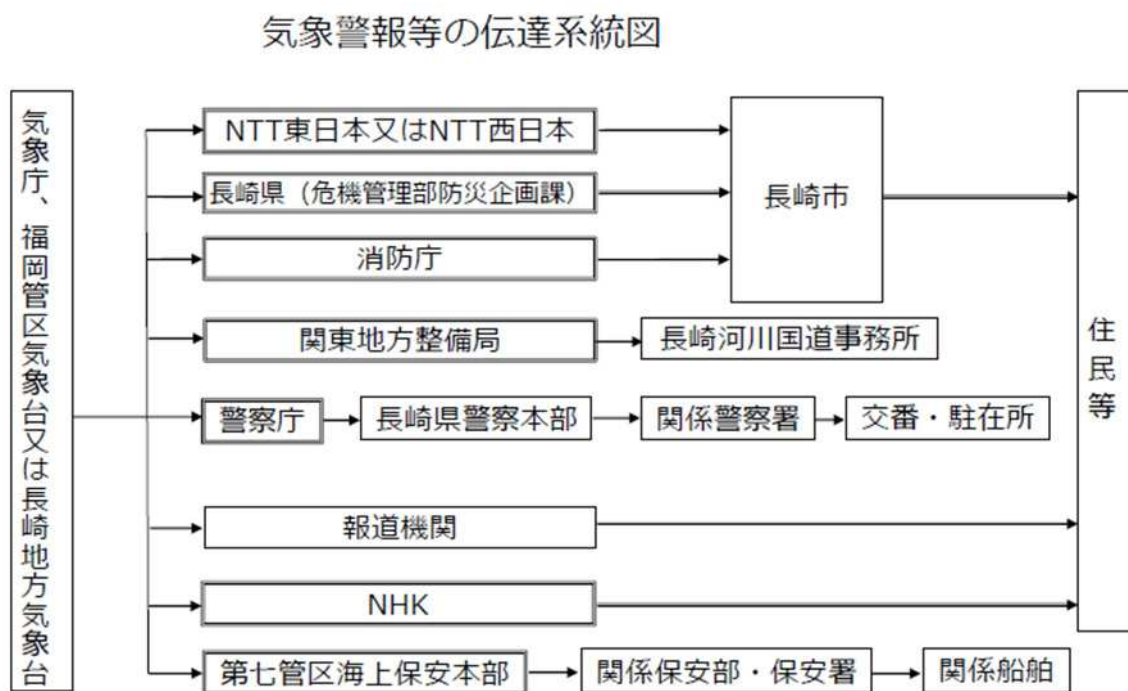 気象警報等の伝達系統図
気象庁、福岡管区気象台又は長崎地方気象台
NTT東日本又はNTT西日本
長崎県（危機管理部防災企画課）
消防庁
長崎市
関東地方整備局
長崎河川国道事務所
警察庁
長崎県警察本部
関係警察署
交番・駐在所
報道機関
NHK
第七管区海上保安本部
関係保安部・保安署
関係船舶
住民等